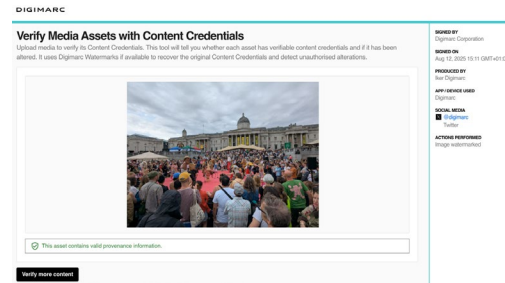 DIGIMARC
Verify Media Assets with Content Credentials
Upload media to verify its Content Credentials. This tool will tell you whether each asset has verifiable content credentials and if it has been
altered. It uses Digimarc Watermarks if available to recover the original Content Credentials and detect unauthorised alterations.
This asset contains valid provenance information.
Verify more content
SIGNED BY
Digimarc Corporation
SIGNED ON
Aug 12, 2025 15:11 GMT+01:0
PRODUCED BY
Digimarc
APP / DEVICE USED
Digimarc
SOCIAL MEDIA
@digimarc
Twitter
ACTIONS PERFORMED
Image watermarked